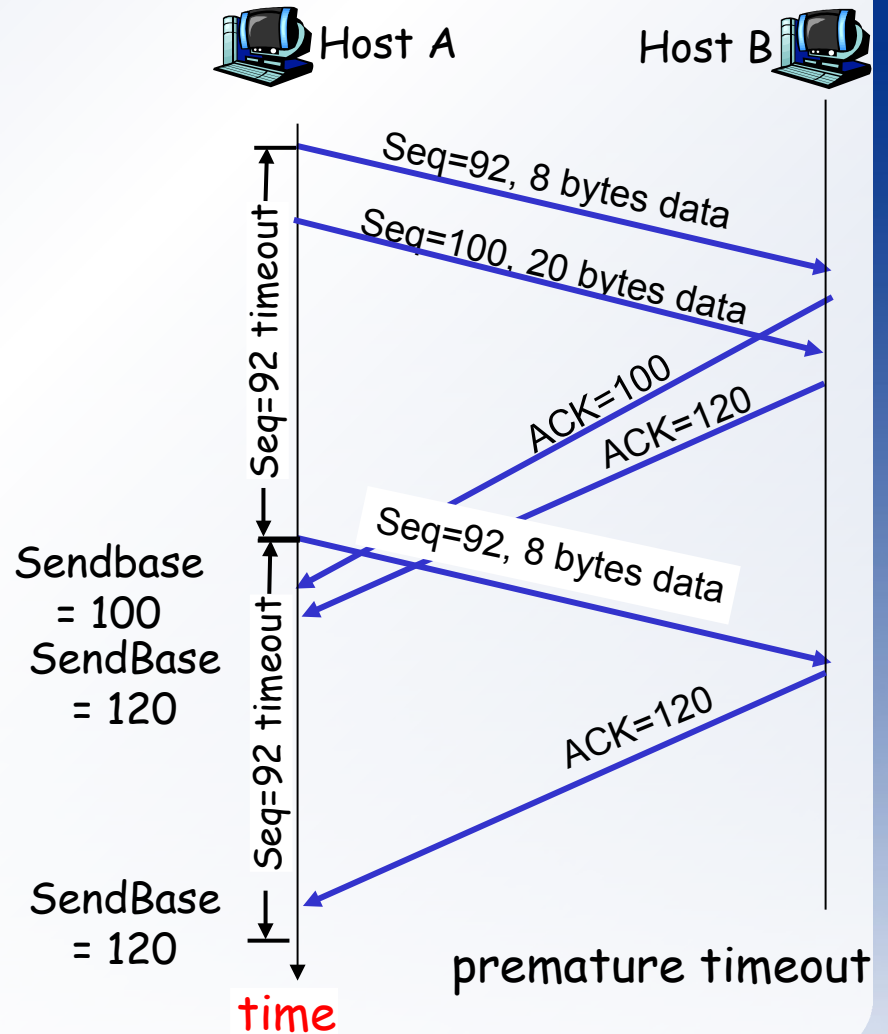 Host A
Host B
Seq=92, 8 bytes data
Seq=100, 20 bytes data
Seq=92 timeout
ACK=100
ACK=120
Seq=92, 8 bytes data
Sendbase
= 100
SendBase
= 120
Seq=92 timeout
ACK=120
SendBase
= 120
premature timeout
time